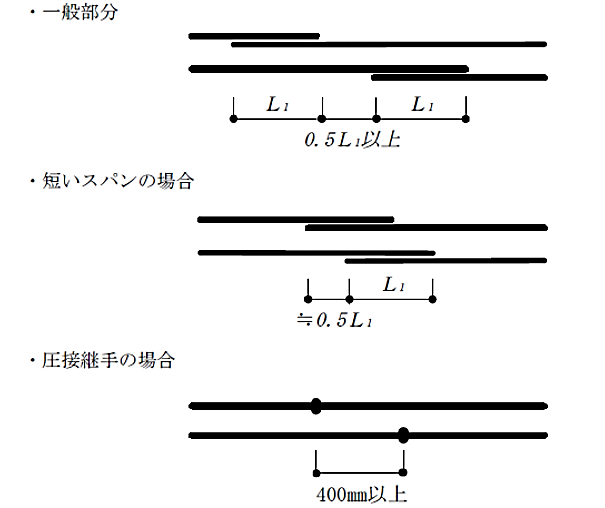 ・一般部分
L₁ L₁
0.5L₁以上
・短いスパンの場合
L₁
≒0.5L₁
・圧接継手の場合
400mm以上